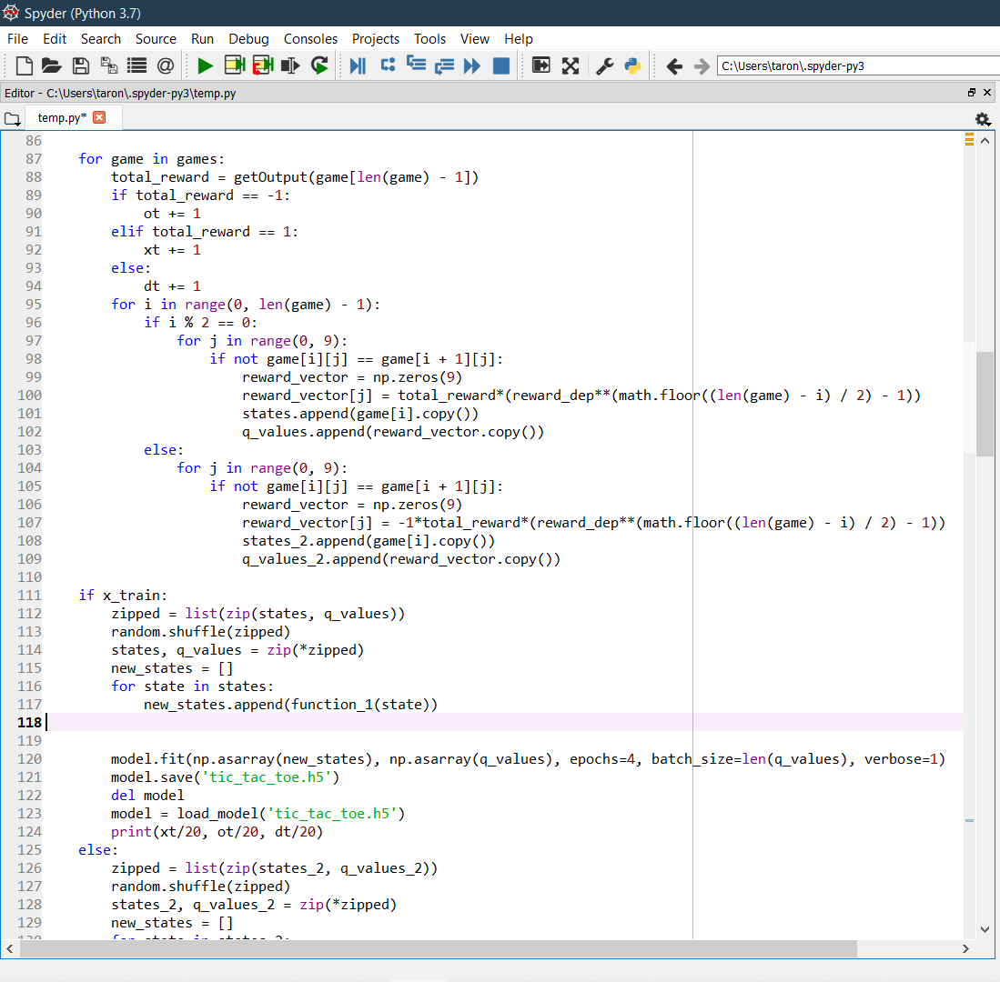 Spyder (Python 3.7)
File Edit Search Source Run Debug Consoles Projects Tools View Help
C:\Users\taron\.spyder-py3
Editor - C:\Users\taron\.spyder-py3\temp.py
temp.py*
86
87     for game in games:
88         total_reward = getOutput(game[len(game) - 1])
89         if total_reward == -1:
90             ot += 1
91         elif total_reward == 1:
92             xt += 1
93         else:
94             dt += 1
95         for i in range(0, len(game) - 1):
96             if i % 2 == 0:
97                 for j in range(0, 9):
98                     if not game[i][j] == game[i + 1][j]:
99                         reward_vector = np.zeros(9)
100                         reward_vector[j] = total_reward*(reward_dep**(math.floor((len(game) - i) / 2) - 1))
101                         states.append(game[i].copy())
102                         q_values.append(reward_vector.copy())
103             else:
104                 for j in range(0, 9):
105                     if not game[i][j] == game[i + 1][j]:
106                         reward_vector = np.zeros(9)
107                         reward_vector[j] = -1*total_reward*(reward_dep**(math.floor((len(game) - i) / 2) - 1))
108                         states_2.append(game[i].copy())
109                         q_values_2.append(reward_vector.copy())
110
111     if x_train:
112         zipped = list(zip(states, q_values))
113         random.shuffle(zipped)
114         states, q_values = zip(*zipped)
115         new_states = []
116         for state in states:
117             new_states.append(function_1(state))
118
119
120         model.fit(np.asarray(new_states), np.asarray(q_values), epochs=4, batch_size=len(q_values), verbose=1)
121         model.save('tic_tac_toe.h5')
122         del model
123         model = load_model('tic_tac_toe.h5')
124         print(xt/20, ot/20, dt/20)
125     else:
126         zipped = list(zip(states_2, q_values_2))
127         random.shuffle(zipped)
128         states_2, q_values_2 = zip(*zipped)
129         new_states = []
130         for state in states_2: